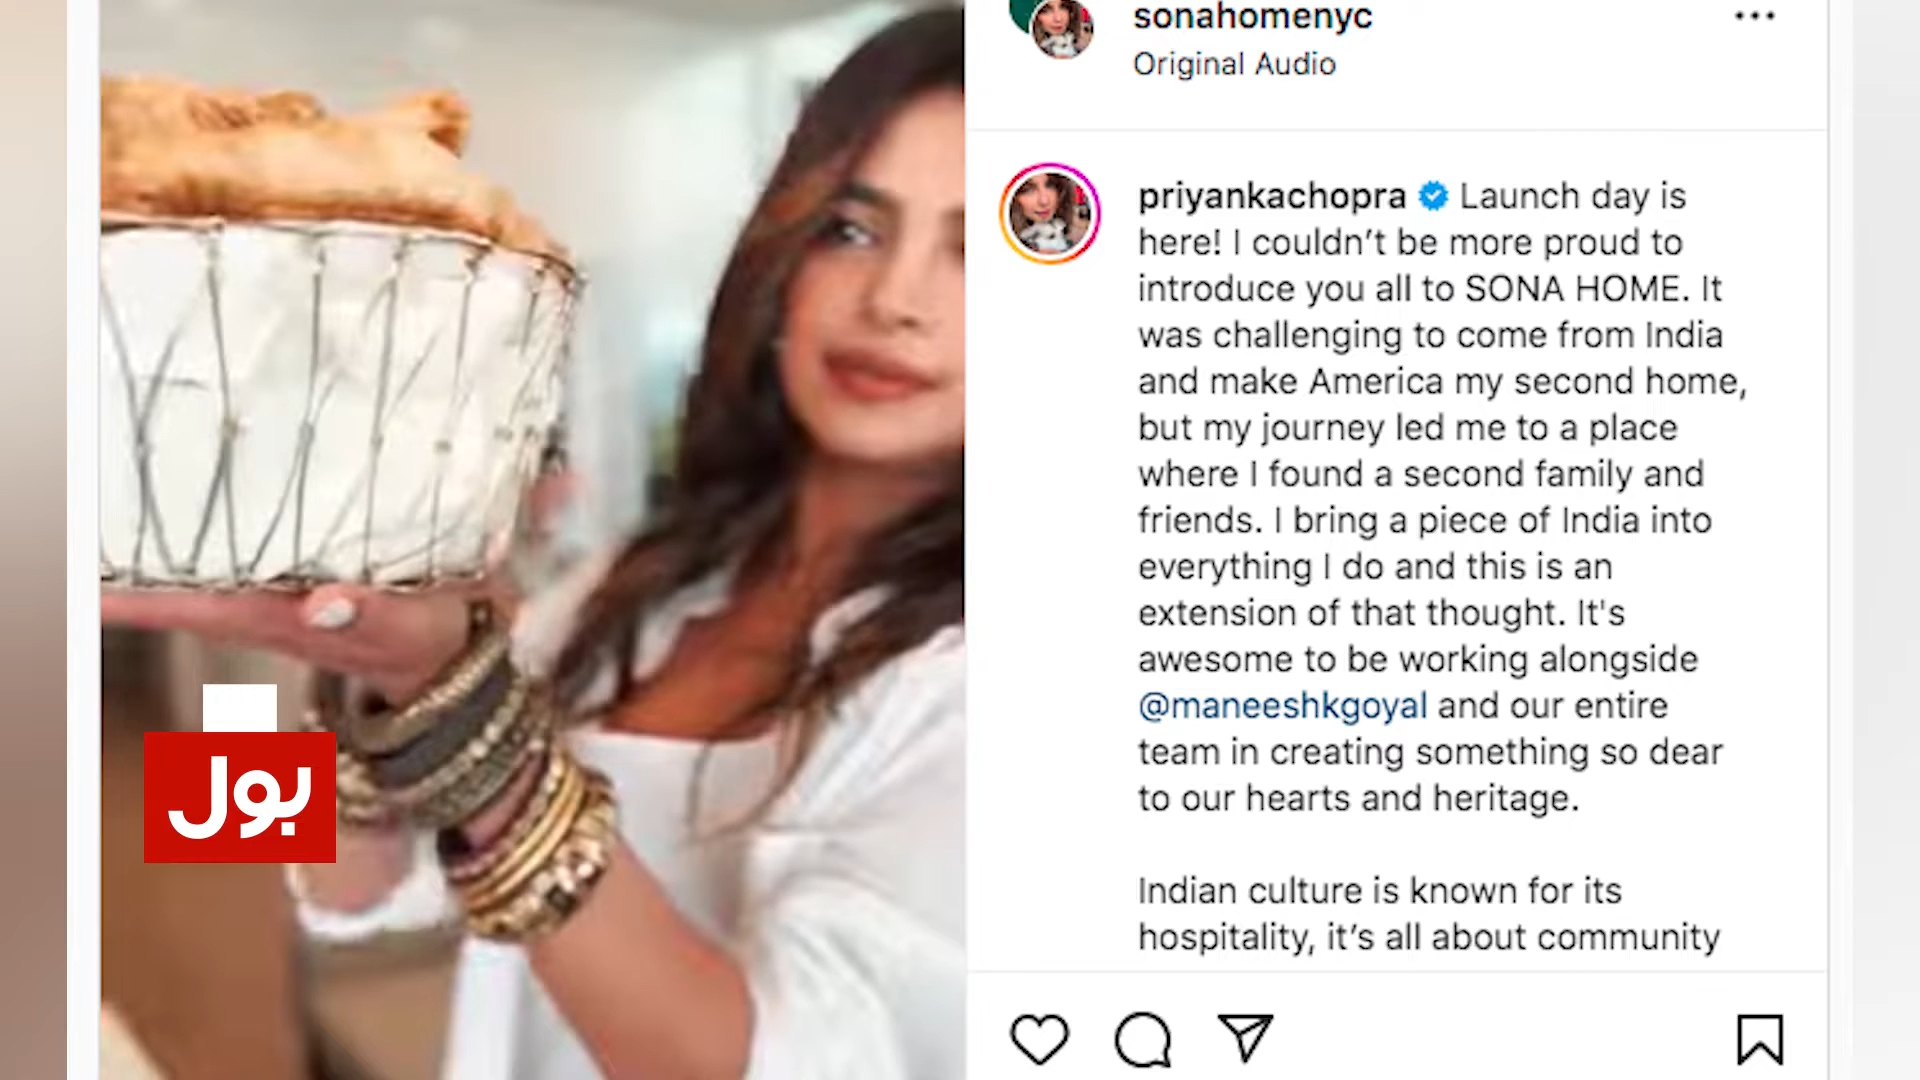 sonahomenyc
Original Audio
priyankachopra Launch day is
here! I couldn’t be more proud to
introduce you all to SONA HOME. It
was challenging to come from India
and make America my second home,
but my journey led me to a place
where I found a second family and
friends. I bring a piece of India into
everything I do and this is an
extension of that thought. It's
awesome to be working alongside
@maneeshkgoyal and our entire
team in creating something so dear
to our hearts and heritage.
Indian culture is known for its
hospitality, it’s all about community
بول